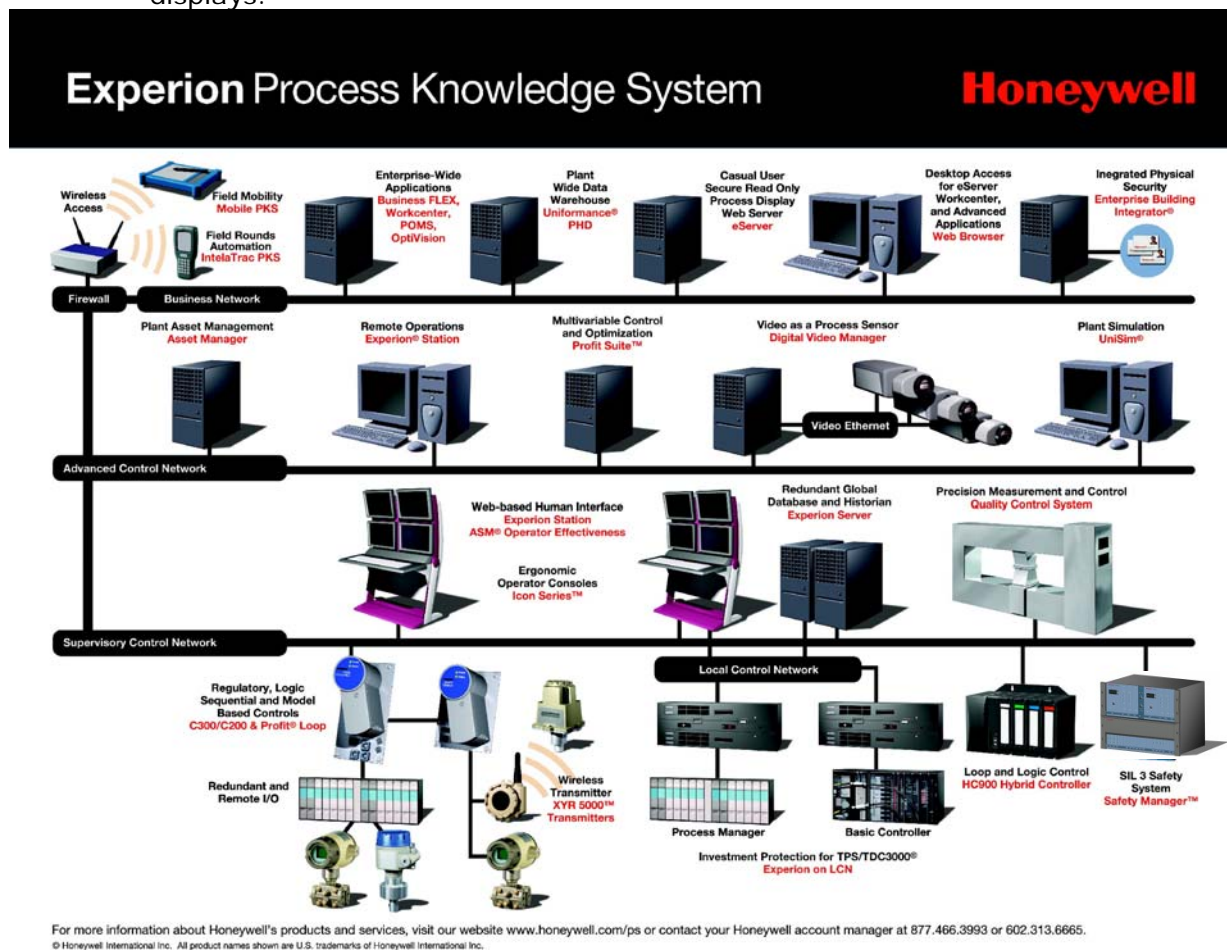 displays.
Experion Process Knowledge System
Honeywell
Wireless
Access
Field Mobility
Mobile PKS
Field Rounds
Automation
IntelaTrac PKS
Enterprise-Wide
Applications
Business FLEX,
Workcenter,
POMS,
OptiVision
Plant
Wide Data
Warehouse
Uniformance®
PHD
Casual User
Secure Read Only
Process Display
Web Server
eServer
Desktop Access
for eServer
Workcenter,
and Advanced
Applications
Web Browser
Inegrated Physical
Security
Enterprise Building
Integrator®
Firewall
Business Network
Plant Asset Management
Asset Manager
Remote Operations
Experion® Station
Multivariable Control
and Optimization
Profit Suite™
Video as a Process Sensor
Digital Video Manager
Plant Simulation
UniSim®
Video Ethernet
Advanced Control Network
Web-based Human Interface
Experion Station
ASM® Operator Effectiveness
Ergonomic
Operator Consoles
Icon Series™
Redundant Global
Database and Historian
Experion Server
Precision Measurement and Control
Quality Control System
Supervisory Control Network
Local Control Network
Regulatory, Logic
Sequential and Model
Based Controls
C300/C200 & Profit® Loop
Redundant and
Remote I/O
Wireless
Transmitter
XYR 5000™
Transmitters
Process Manager
Basic Controller
Loop and Logic Control
HC900 Hybrid Controller
SIL 3 Safety
System
Safety Manager™
Investment Protection for TPS/TDC3000®
Experion on LCN
For more information about Honeywell's products and services, visit our website www.honeywell.com/ps or contact your Honeywell account manager at 877.466.3993 or 602.313.6665.
© Honeywell International Inc. All product names shown are U.S. trademarks of Honeywell International Inc.